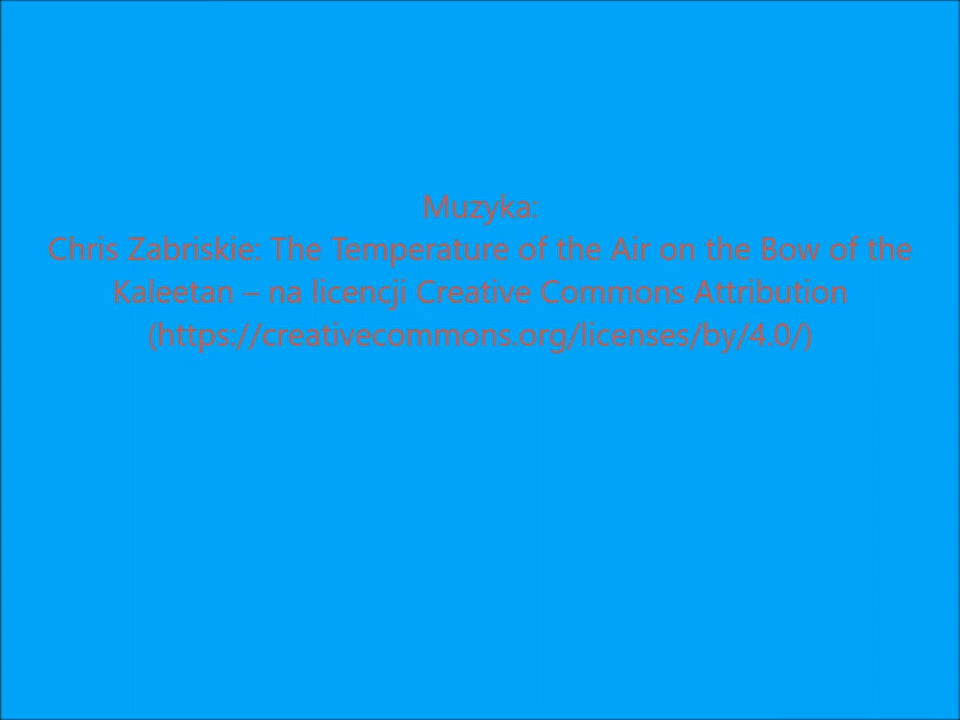 Muzyka:
Chris Zabriskie: The Temperature of the Air on the Bow of the
Kaleetan – na licencji Creative Commons Attribution
(https://creativecommons.org/licenses/by/4.0/)